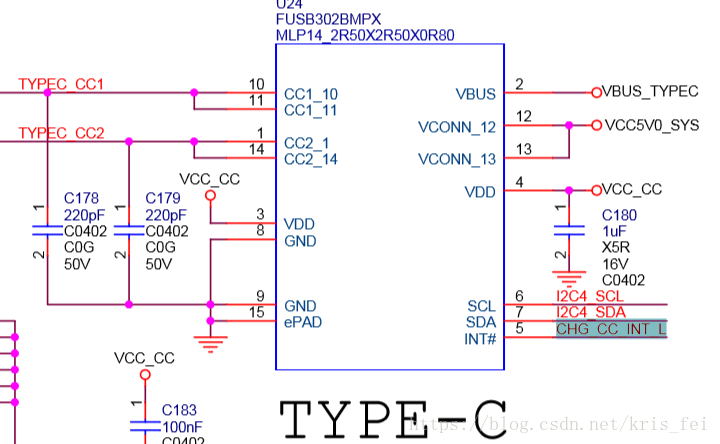 U24
FUSB302BMPX
MLP14_2R50X2R50X0R80
TYPEC_CC1
10
11
CC1_10
CC1_11
TYPEC_CC2
1
14
CC2_1
CC2_14
VBUS
2
VBUS_TYPEC
VCONN_12
12
VCC5V0_SYS
VCONN_13
13
VDD
4
VCC_CC
VCC_CC
3
VDD
8
GND
9
GND
15
ePAD
1
C178
220pF
C0402
C0G
50V
2
1
C179
220pF
C0402
C0G
50V
2
1
C180
1uF
X5R
16V
C0402
2
SCL
6
I2C4_SCL
SDA
7
I2C4_SDA
INT#
5
CHG_CC_INT_L
VCC_CC
1
C183
100nF
C0402
TYPE-C
https://blog.csdn.net/kris_fei